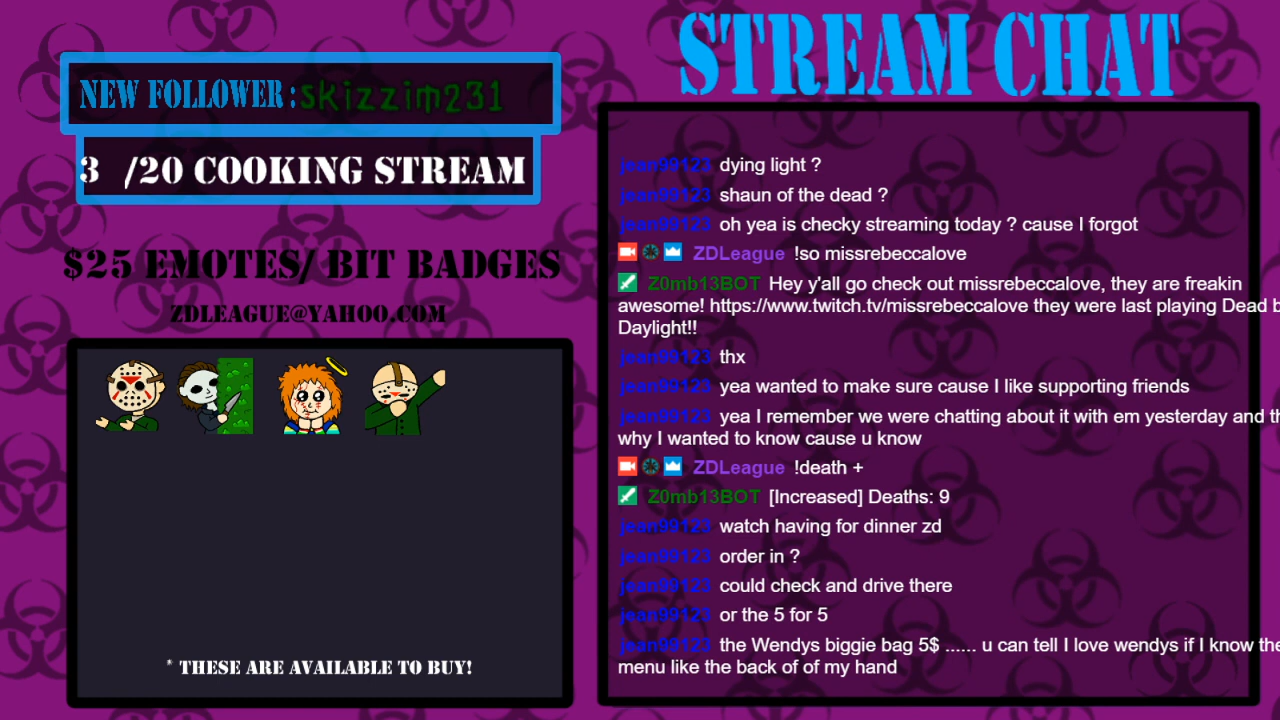 STREAM CHAT
NEW FOLLOWER: skizzim231
3 /20 COOKING STREAM
$25 EMOTES/ BIT BADGES
ZDLEAGUE@YAHOO.COM
* THESE ARE AVAILABLE TO BUY!
jean99123 dying light ?
jean99123 shaun of the dead ?
jean99123 oh yea is checky streaming today ? cause I forgot
ZDLeague !so missrebeccalove
Z0mb13BOT Hey y'all go check out missrebeccalove, they are freakin
awesome! https://www.twitch.tv/missrebeccalove they were last playing Dead
Daylight!!
jean99123 thx
jean99123 yea wanted to make sure cause I like supporting friends
jean99123 yea I remember we were chatting about it with em yesterday and
why I wanted to know cause u know
ZDLeague !death +
Z0mb13BOT [Increased] Deaths: 9
jean99123 watch having for dinner zd
jean99123 order in ?
jean99123 could check and drive there
jean99123 or the 5 for 5
jean99123 the Wendys biggie bag 5$ ...... u can tell I love wendys if I know the
menu like the back of of my hand